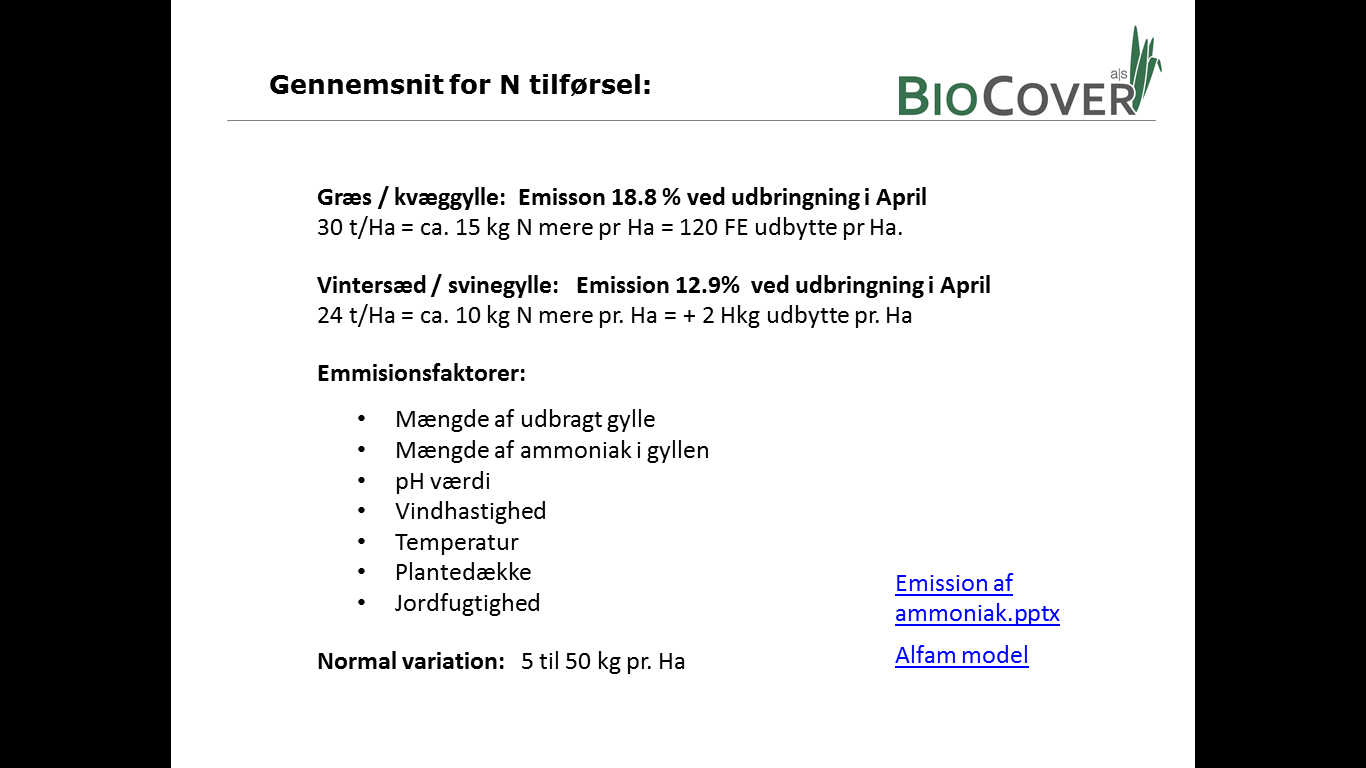 Gennemsnit for N tilførsel:
BIOCOVER a|s
Græs / kvæggylle: Emisson 18.8 % ved udbringning i April
30 t/Ha = ca. 15 kg N mere pr Ha = 120 FE udbytte pr Ha.
Vintersæd / svinegylle: Emission 12.9% ved udbringning i April
24 t/Ha = ca. 10 kg N mere pr. Ha = + 2 Hkg udbytte pr. Ha
Emmisionsfaktorer:
• Mængde af udbragt gylle
• Mængde af ammoniak i gyllen
• pH værdi
• Vindhastighed
• Temperatur
• Plantedække
• Jordfugtighed
Emission af
ammoniak.pptx
Alfam model
Normal variation: 5 til 50 kg pr. Ha